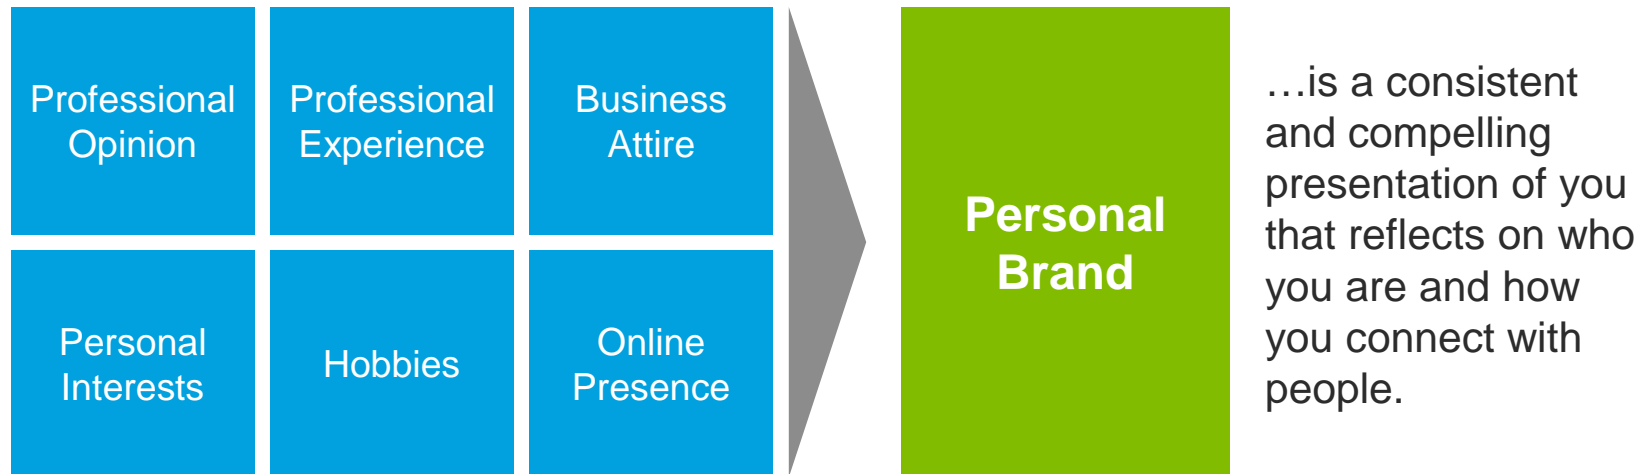 Professional
Opinion
Professional
Experience
Business
Attire
Personal
Interests
Hobbies
Online
Presence
Personal
Brand
…is a consistent
and compelling
presentation of you
that reflects on who
you are and how
you connect with
people.